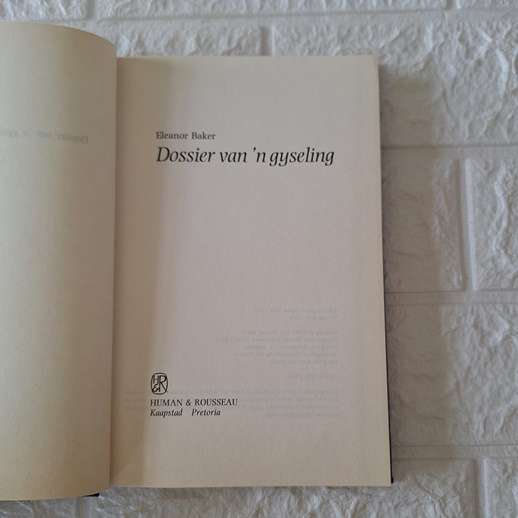 Eleanor Baker
Dossier van 'n gyseling
HUMAN & ROUSSEAU
Kaapstad Pretoria